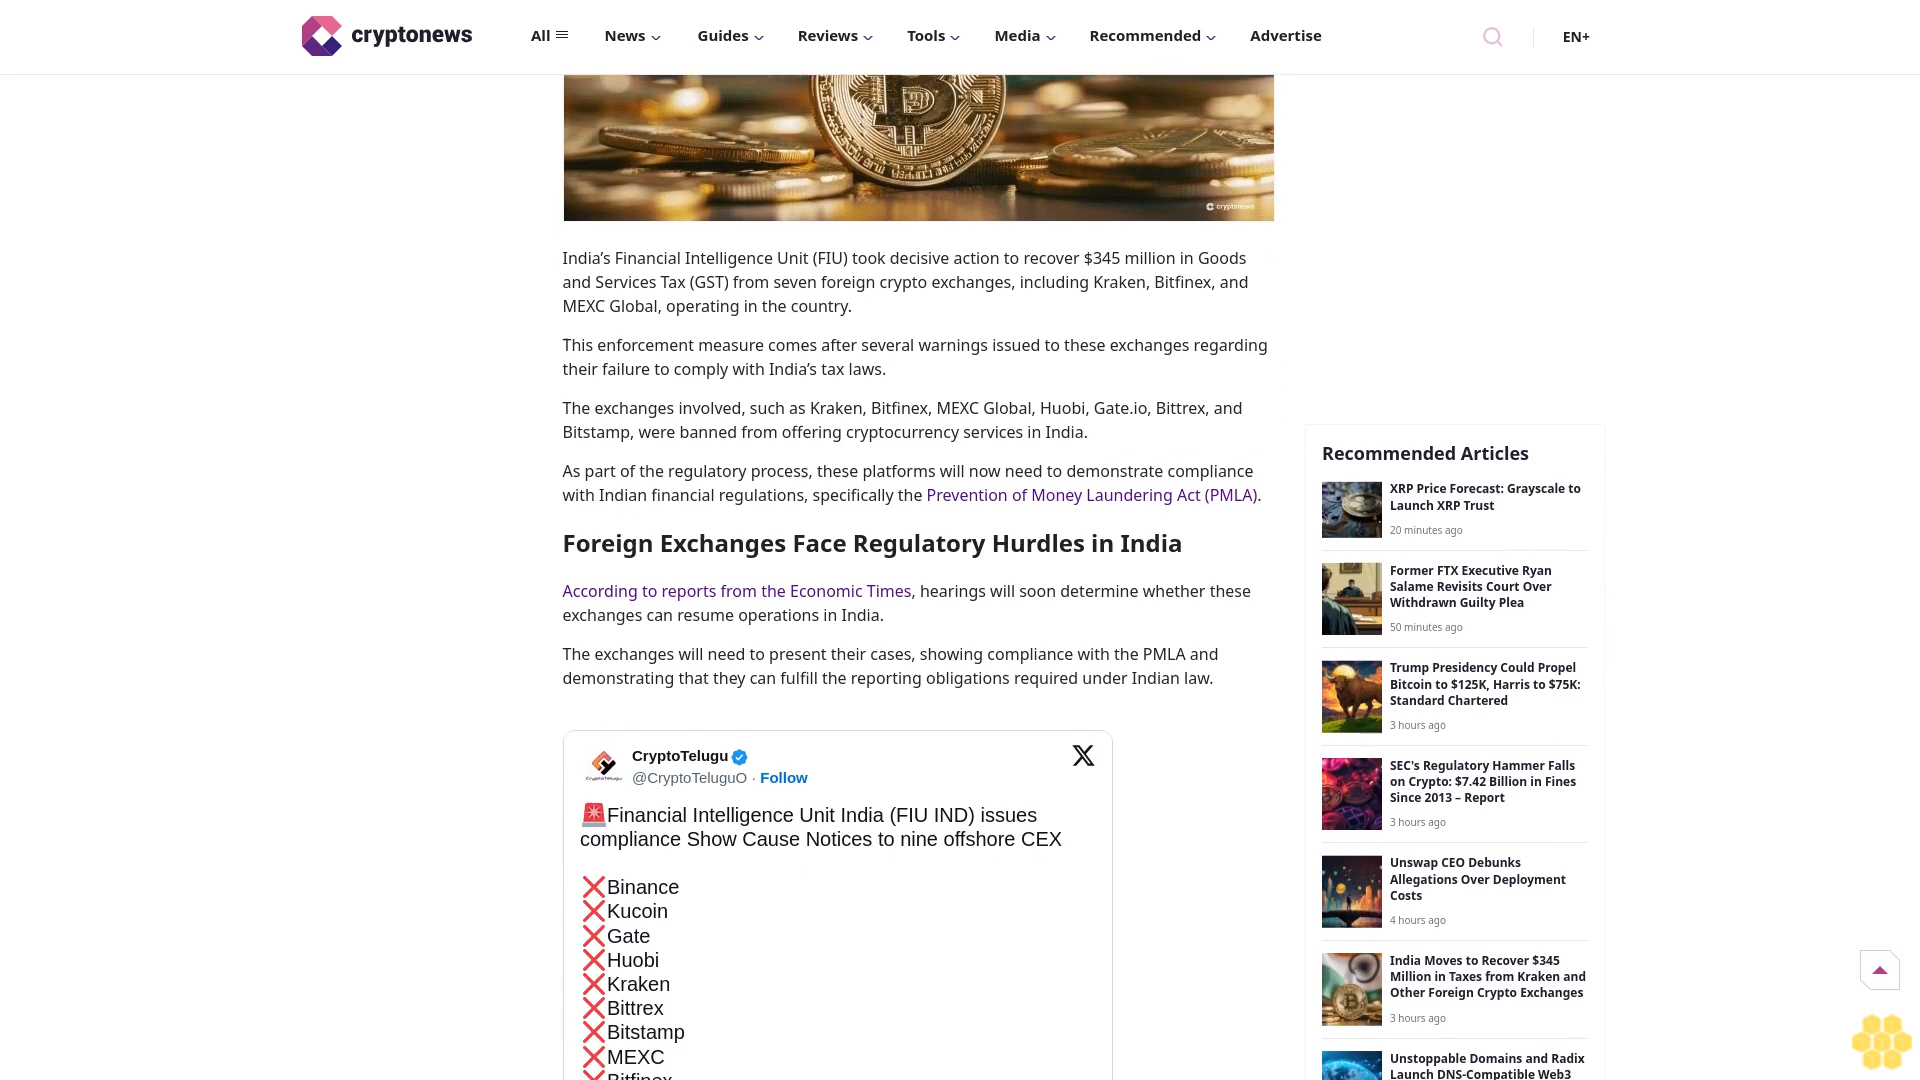 cryptonews
All
News
Guides
Reviews
Tools
Media
Recommended
Advertise
EN+
cryptonews
India’s Financial Intelligence Unit (FIU) took decisive action to recover $345 million in Goods
and Services Tax (GST) from seven foreign crypto exchanges, including Kraken, Bitfinex, and
MEXC Global, operating in the country.
This enforcement measure comes after several warnings issued to these exchanges regarding
their failure to comply with India’s tax laws.
The exchanges involved, such as Kraken, Bitfinex, MEXC Global, Huobi, Gate.io, Bittrex, and
Bitstamp, were banned from offering cryptocurrency services in India.
As part of the regulatory process, these platforms will now need to demonstrate compliance
with Indian financial regulations, specifically the Prevention of Money Laundering Act (PMLA).
Foreign Exchanges Face Regulatory Hurdles in India
According to reports from the Economic Times, hearings will soon determine whether these
exchanges can resume operations in India.
The exchanges will need to present their cases, showing compliance with the PMLA and
demonstrating that they can fulfill the reporting obligations required under Indian law.
CryptoTelugu
@CryptoTeluguO · Follow
🚨Financial Intelligence Unit India (FIU IND) issues
compliance Show Cause Notices to nine offshore CEX
❌Binance
❌Kucoin
❌Gate
❌Huobi
❌Kraken
❌Bittrex
❌Bitstamp
❌MEXC
❌Bitfinex
Recommended Articles
XRP Price Forecast: Grayscale to
Launch XRP Trust
20 minutes ago
Former FTX Executive Ryan
Salame Revisits Court Over
Withdrawn Guilty Plea
50 minutes ago
Trump Presidency Could Propel
Bitcoin to $125K, Harris to $75K:
Standard Chartered
3 hours ago
SEC's Regulatory Hammer Falls
on Crypto: $7.42 Billion in Fines
Since 2013 – Report
3 hours ago
Unswap CEO Debunks
Allegations Over Deployment
Costs
4 hours ago
India Moves to Recover $345
Million in Taxes from Kraken and
Other Foreign Crypto Exchanges
3 hours ago
Unstoppable Domains and Radix
Launch DNS-Compatible Web3